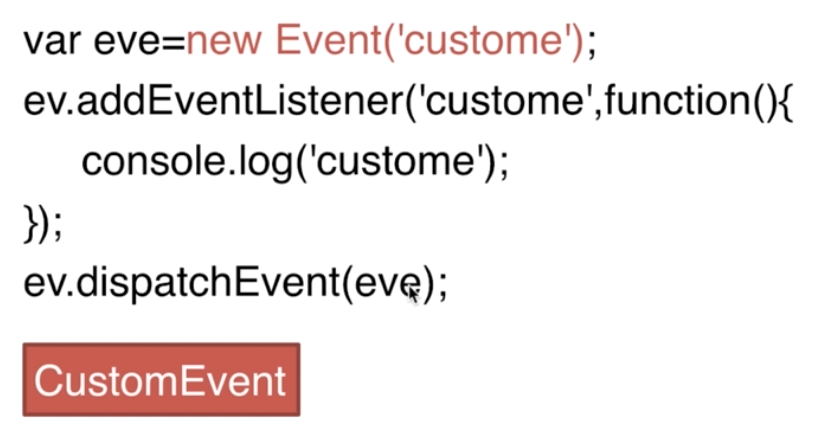 var eve=new Event('custome');
ev.addEventListener('custome',function(){
console.log('custome');
});
ev.dispatchEvent(eve);
CustomEvent